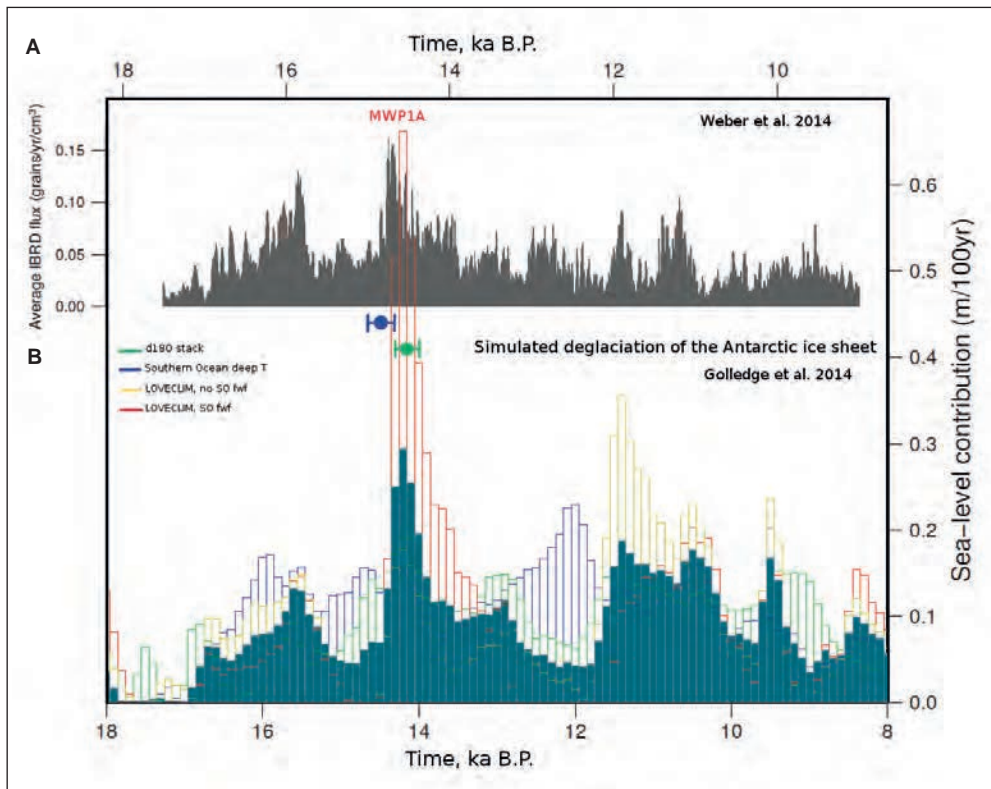 A
Time, ka B.P.
18 16 14 12 10
MWP1A
Weber et al. 2014
Average IBRD flux (grains/yr/cm³)
0.15
0.10
0.05
0.00
B
d18O stack
Southern Ocean deep T
LOVECLIM, no SO fwf
LOVECLIM, SO fwf
Simulated deglaciation of the Antarctic ice sheet
Golledge et al. 2014
Sea-level contribution (m/100yr)
0.6
0.5
0.4
0.3
0.2
0.1
0.0
18 16 14 12 10 8
Time, ka B.P.